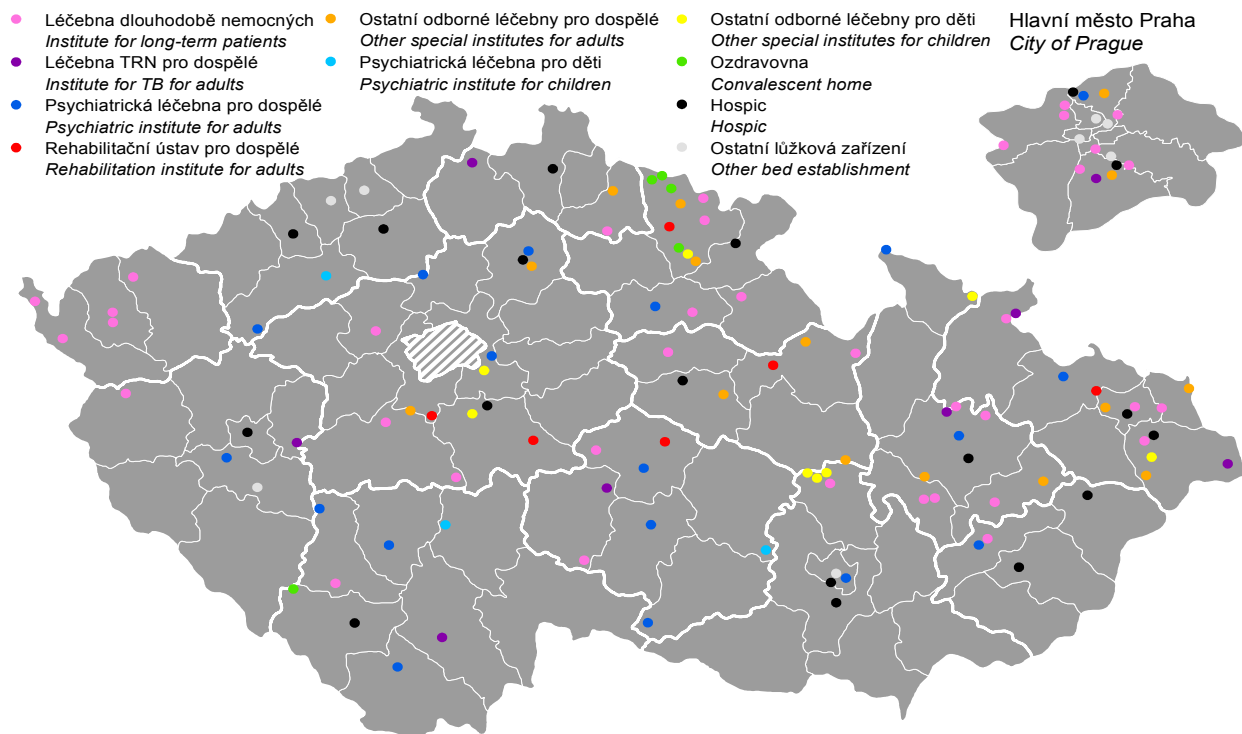 Léčebna dlouhodobě nemocných
Institute for long-term patients
Léčebna TRN pro dospělé
Institute for TB for adults
Psychiatrická léčebna pro dospělé
Psychiatric institute for adults
Rehabilitační ústav pro dospělé
Rehabilitation institute for adults
Ostatní odborné léčebny pro dospělé
Other special institutes for adults
Psychiatrická léčebna pro děti
Psychiatric institute for children
Ostatní odborné léčebny pro děti
Other special institutes for children
Ozdravovna
Convalescent home
Hospic
Hospic
Ostatní lůžková zařízení
Other bed establishment
Hlavní město Praha
City of Prague